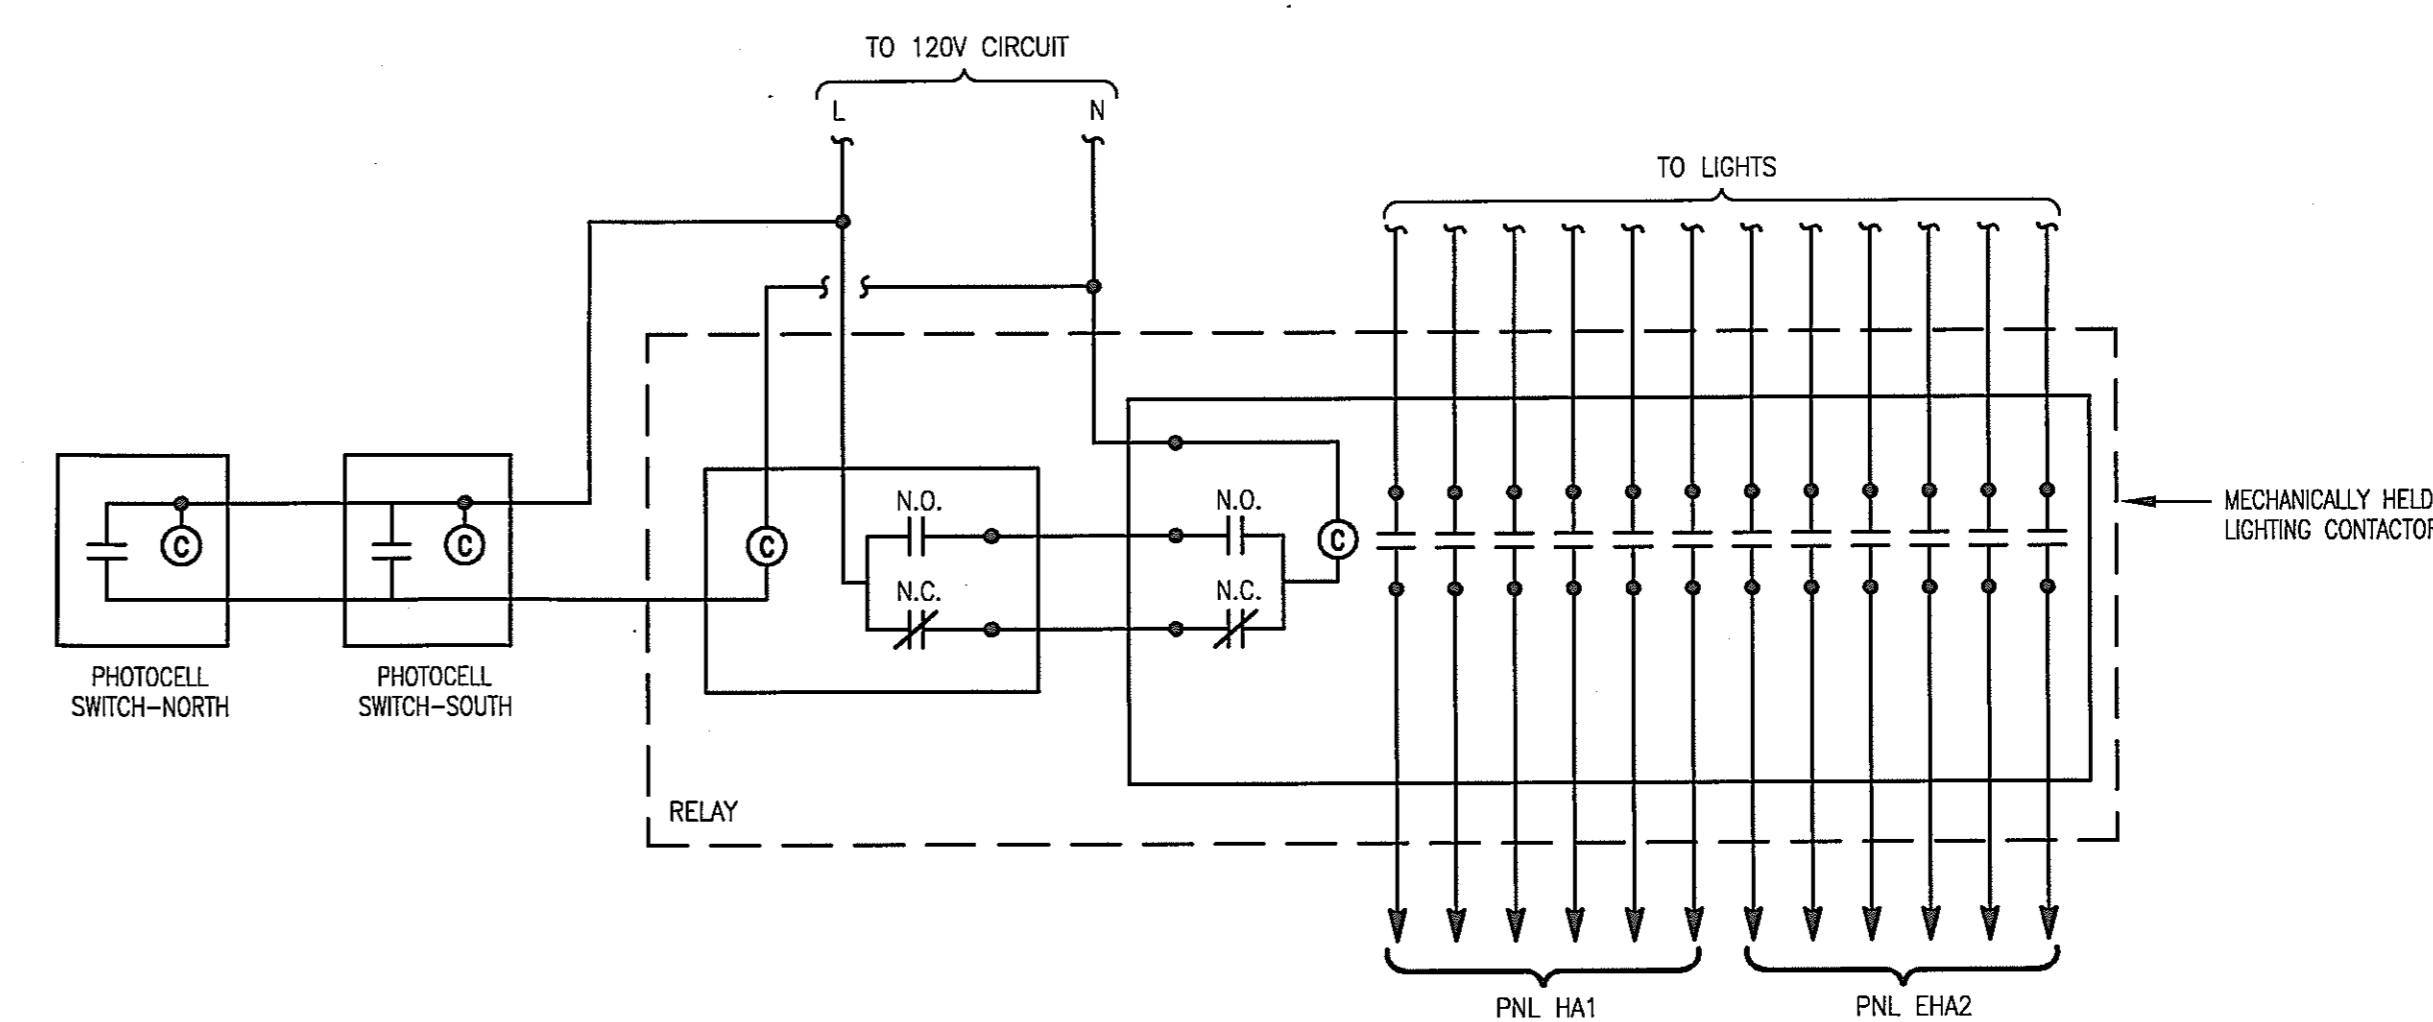 TO 120V CIRCUIT
L
N
TO LIGHTS
N.O.
N.O.
C
C
C
C
N.C.
N.C.
MECHANICALLY HELD
LIGHTING CONTACTOR
PHOTOCELL
SWITCH-NORTH
PHOTOCELL
SWITCH-SOUTH
RELAY
PNL HA1
PNL EHA2